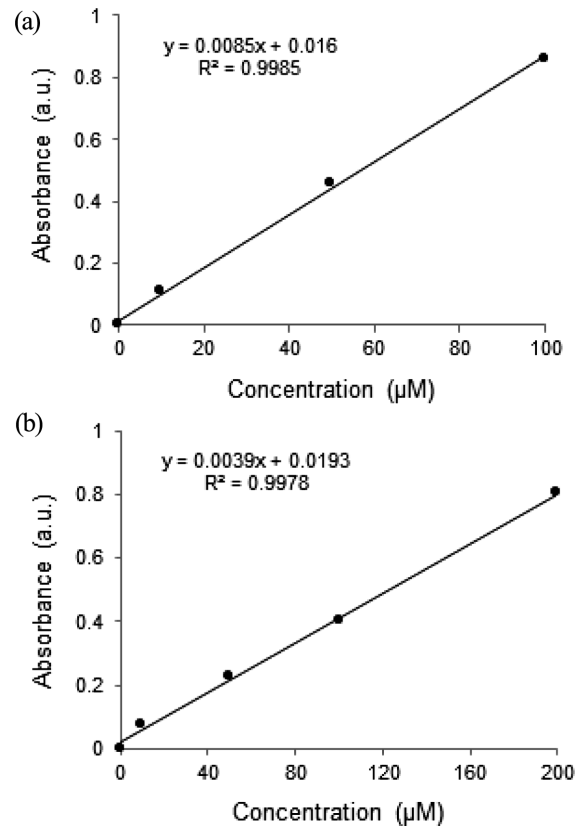 (a)
y = 0.0085x + 0.016
R² = 0.9985
1
0.8
0.6
0.4
0.2
0
Absorbance (a.u.)
0 20 40 60 80 100
Concentration (µM)
(b)
y = 0.0039x + 0.0193
R² = 0.9978
1
0.8
0.6
0.4
0.2
0
Absorbance (a.u.)
0 40 80 120 160 200
Concentration (µM)